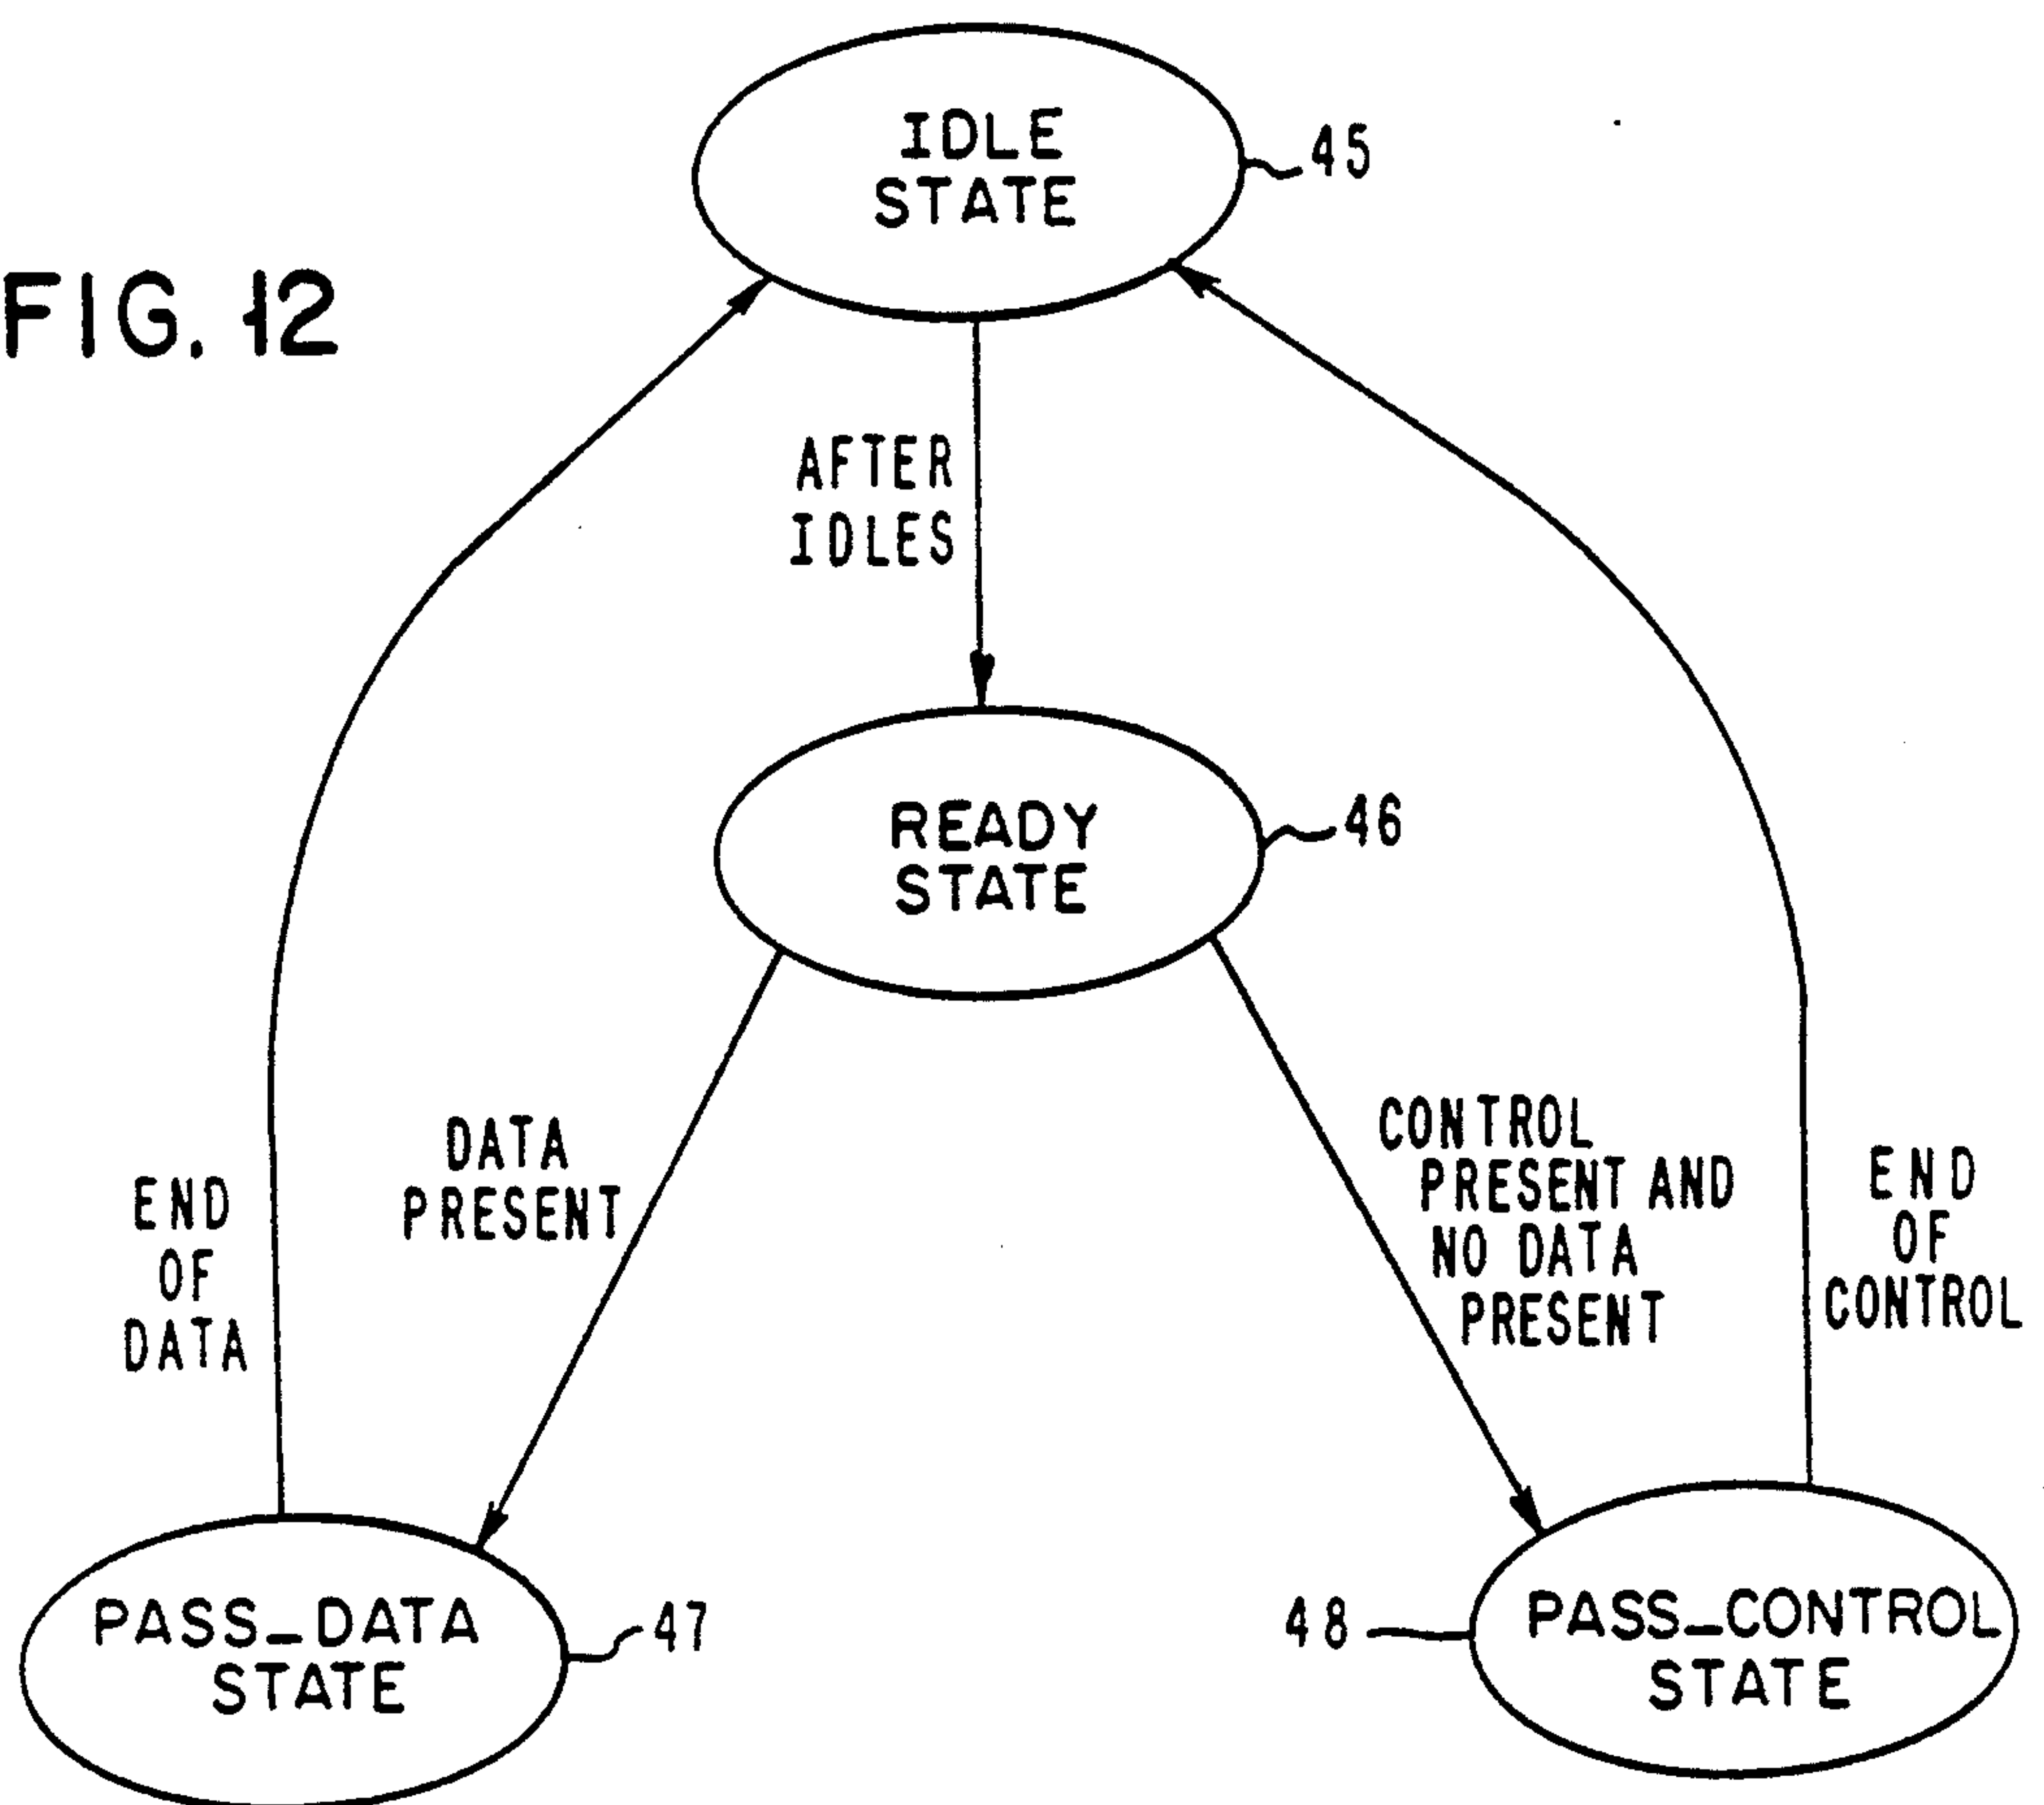 IDLE
STATE
45
FIG. 12
AFTER
IDLES
READY
STATE
46
DATA
PRESENT
CONTROL
PRESENT AND
NO DATA
PRESENT
END
OF
DATA
END
OF
CONTROL
PASS_DATA
STATE
47
48
PASS_CONTROL
STATE